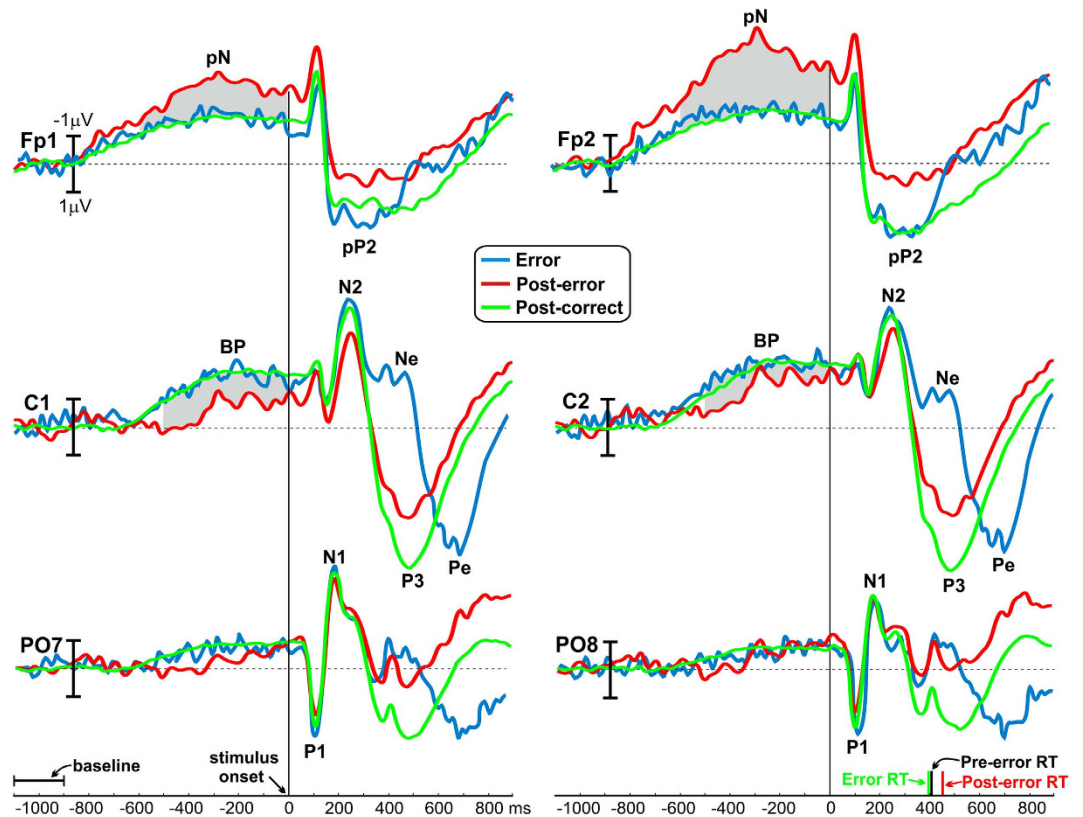 pN
pN
Fp1
-1μV
1μV
Fp2
pP2
pP2
Error
Post-error
Post-correct
N2
BP
Ne
C1
P3
Pe
N2
BP
Ne
C2
P3
Pe
N1
PO7
P1
N1
PO8
P1
baseline
stimulus
onset
Pre-error RT
Error RT
Post-error RT
-1000 -800 -600 -400 -200 0 200 400 600 800 ms
-1000 -800 -600 -400 -200 0 200 400 600 800